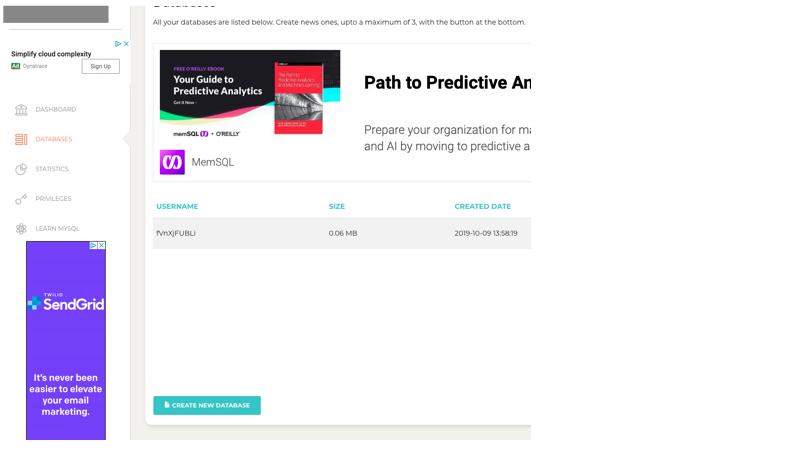 All your databases are listed below. Create news ones, upto a maximum of 3, with the button at the bottom.
Simplify cloud complexity
Ad Dynatrace
Sign Up
DASHBOARD
DATABASES
STATISTICS
PRIVILEGES
LEARN MYSQL
TWILIO
SendGrid
It's never been
easier to elevate
your email
marketing.
FREE O'REILLY EBOOK
Your Guide to
Predictive Analytics
Get It Now
memSQL + O'REILLY
MemSQL
Path to Predictive An
Prepare your organization for ma
and AI by moving to predictive a
USERNAME SIZE CREATED DATE
fVnXjFUBLi 0.06 MB 2019-10-09 13:58:19
CREATE NEW DATABASE